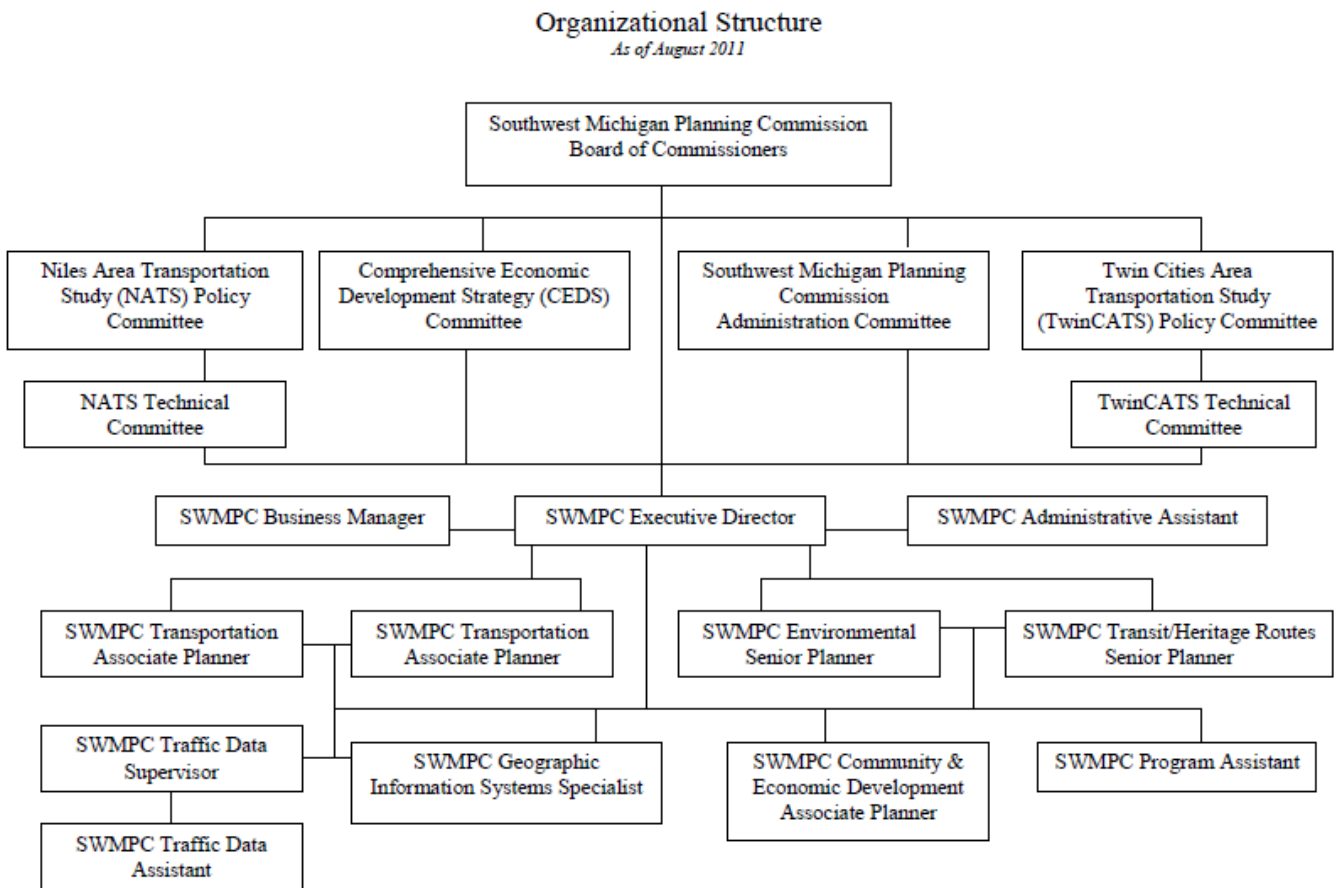 Organizational Structure
As of August 2011
Southwest Michigan Planning Commission
Board of Commissioners
Niles Area Transportation
Study (NATS) Policy
Committee
Comprehensive Economic
Development Strategy (CEDS)
Committee
Southwest Michigan Planning
Commission
Administration Committee
Twin Cities Area
Transportation Study
(TwinCATS) Policy Committee
NATS Technical
Committee
TwinCATS Technical
Committee
SWMPC Business Manager
SWMPC Executive Director
SWMPC Administrative Assistant
SWMPC Transportation
Associate Planner
SWMPC Transportation
Associate Planner
SWMPC Environmental
Senior Planner
SWMPC Transit/Heritage Routes
Senior Planner
SWMPC Traffic Data
Supervisor
SWMPC Geographic
Information Systems Specialist
SWMPC Community &
Economic Development
Associate Planner
SWMPC Program Assistant
SWMPC Traffic Data
Assistant